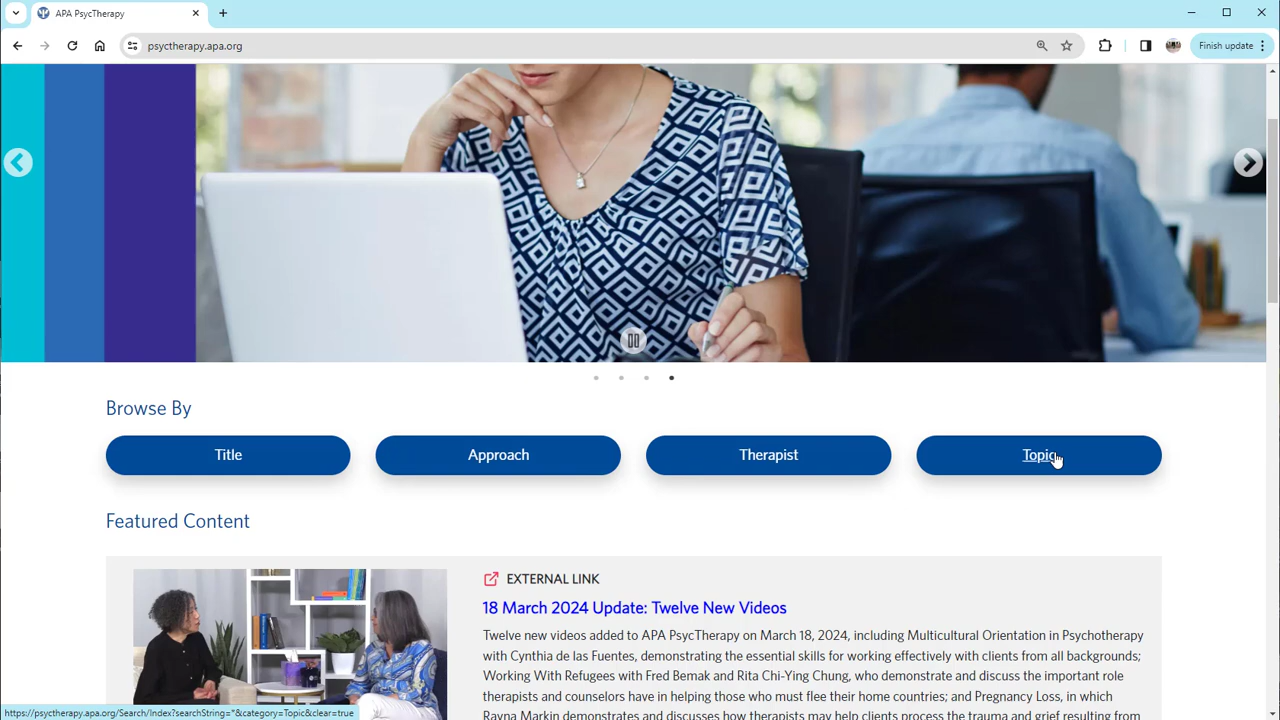 APA PsycTherapy
psyctherapy.apa.org
Finish update
Browse By
Title
Approach
Therapist
Topic
Featured Content
EXTERNAL LINK
18 March 2024 Update: Twelve New Videos
Twelve new videos added to APA PsycTherapy on March 18, 2024, including Multicultural Orientation in Psychotherapy
with Cynthia de las Fuentes, demonstrating the essential skills for working effectively with clients from all backgrounds;
Working With Refugees with Fred Bemak and Rita Chi-Ying Chung, who demonstrate and discuss the important role
therapists and counselors have in helping those who must flee their home countries; and Pregnancy Loss, in which
Rayna Markin demonstrates and discusses how therapists may help clients process the trauma and grief resulting from
https://psyctherapy.apa.org/Search/Index?searchString=*&category=Topic&clear=true